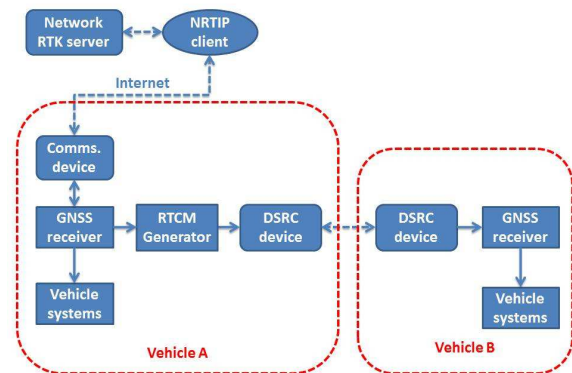 Network
RTK server
NRTIP
client
Internet
Comms.
device
GNSS
receiver
RTCM
Generator
DSRC
device
DSRC
device
GNSS
receiver
Vehicle
systems
Vehicle
systems
Vehicle A
Vehicle B